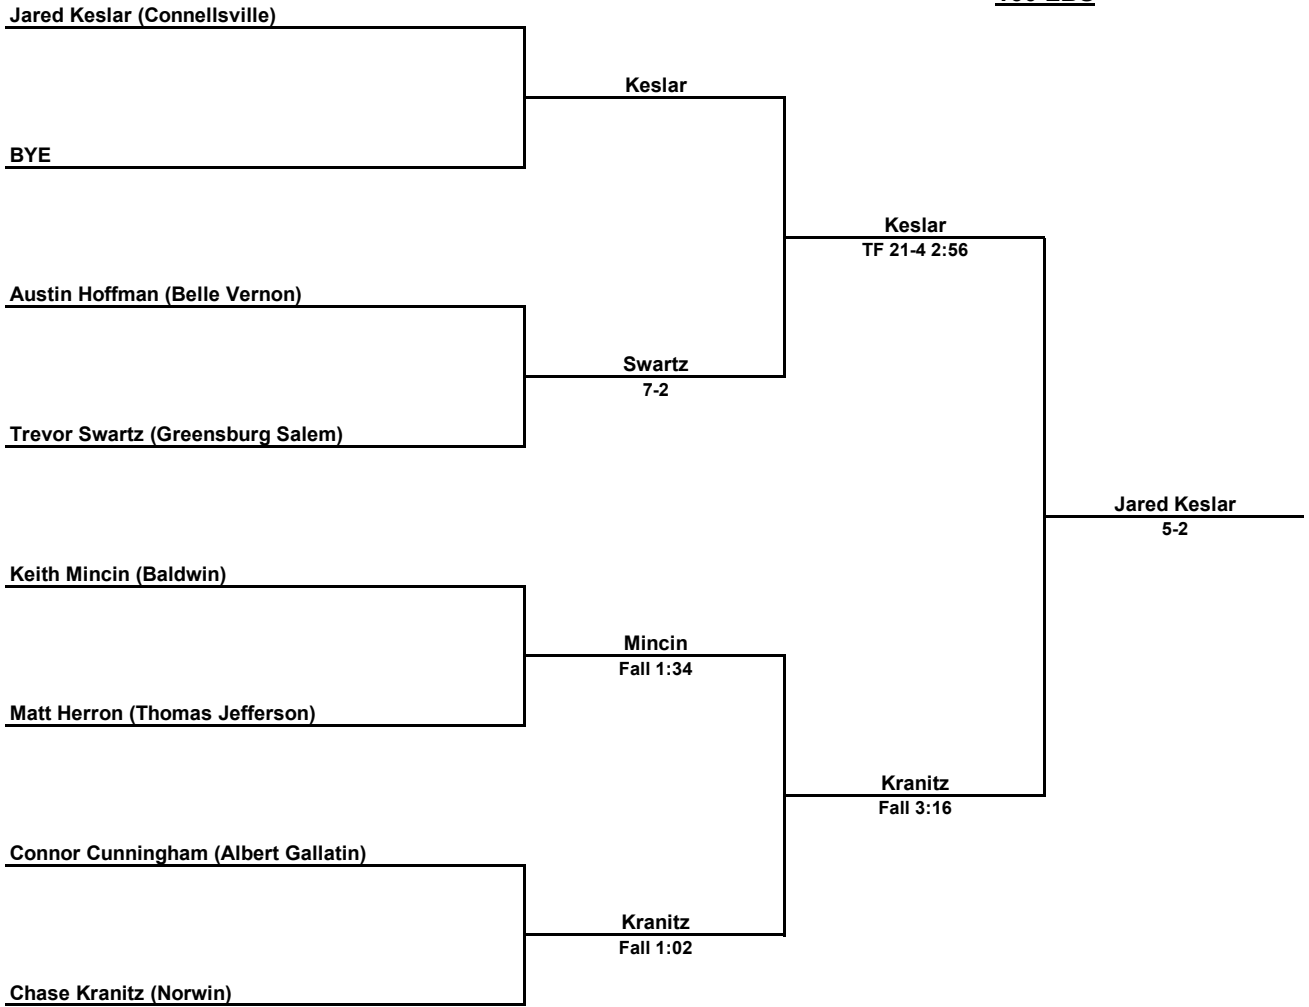 Jared Keslar (Connellsville)
Keslar
BYE
Keslar
TF 21-4 2:56
Austin Hoffman (Belle Vernon)
Swartz
7-2
Trevor Swartz (Greensburg Salem)
Jared Keslar
5-2
Keith Mincin (Baldwin)
Mincin
Fall 1:34
Matt Herron (Thomas Jefferson)
Kranitz
Fall 3:16
Connor Cunningham (Albert Gallatin)
Kranitz
Fall 1:02
Chase Kranitz (Norwin)